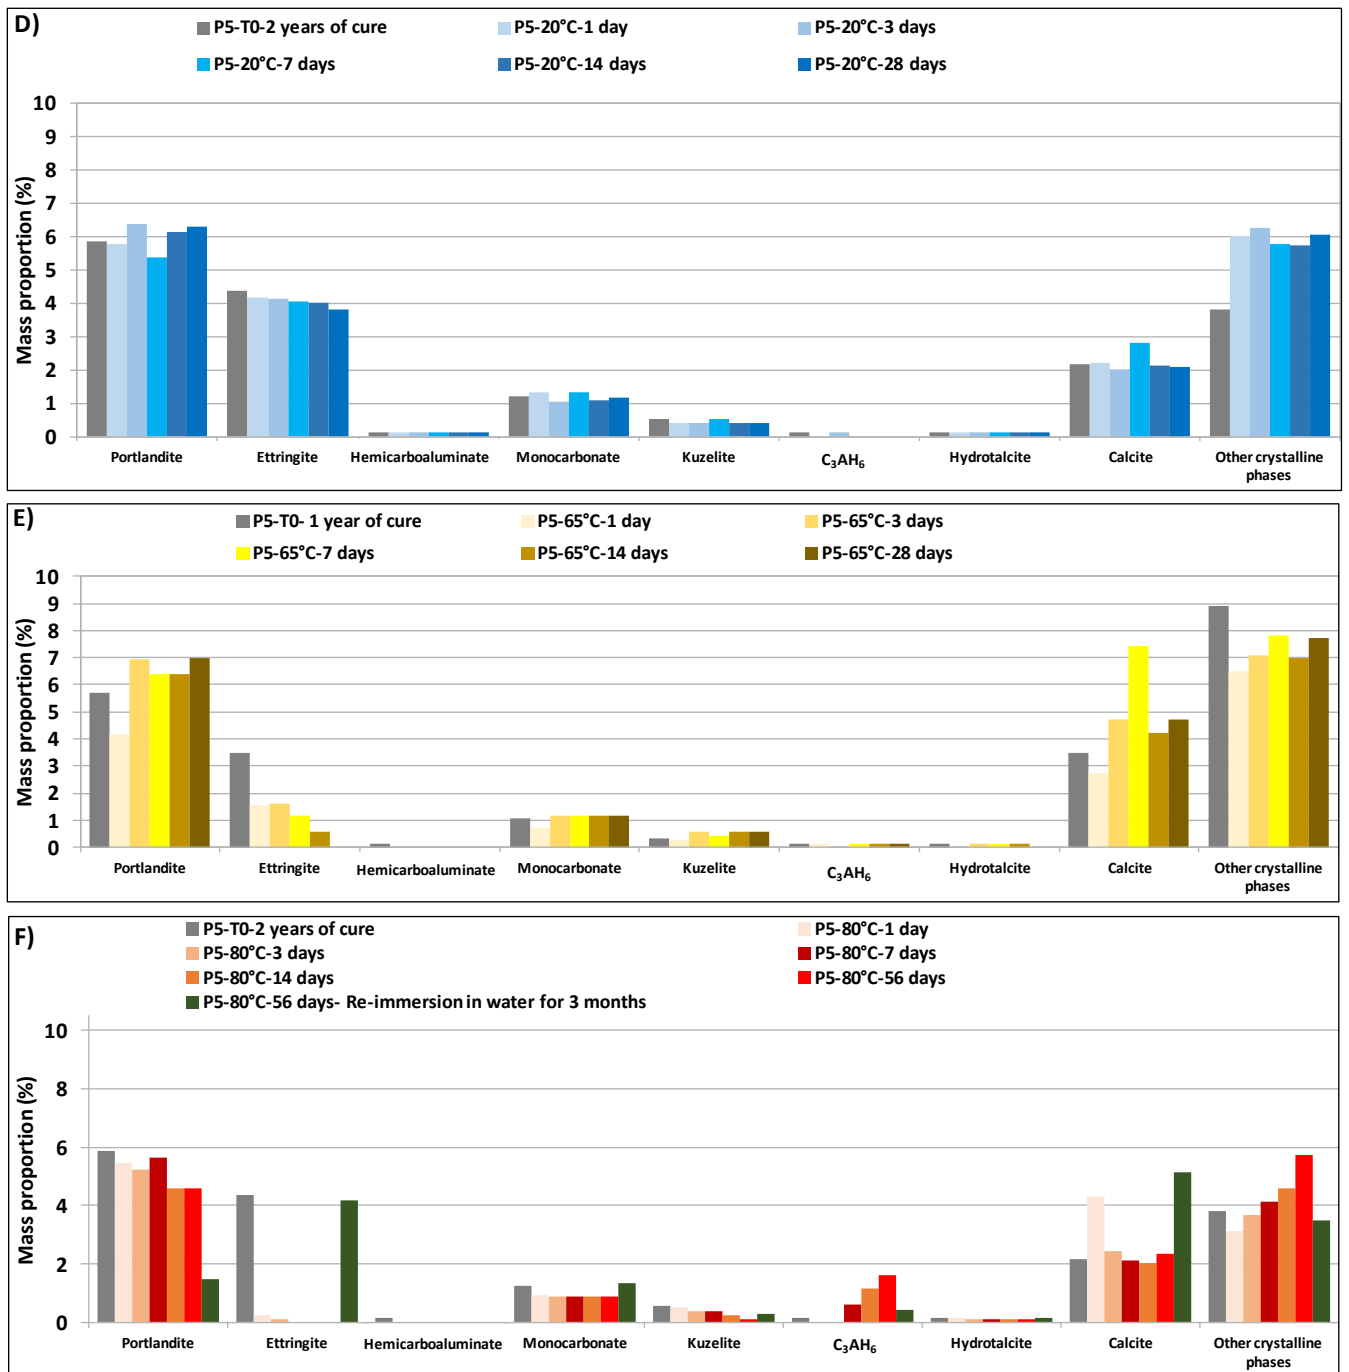 D)
P5-T0-2 years of cure P5-20°C-1 day P5-20°C-3 days
P5-20°C-7 days P5-20°C-14 days P5-20°C-28 days
Mass proportion (%)
10
9
8
7
6
5
4
3
2
1
0
Portlandite Ettringite Hemicarboaluminate Monocarbonate Kuzelite C₃AH₆ Hydrotalcite Calcite Other crystalline
phases
E)
P5-T0- 1 year of cure P5-65°C-1 day P5-65°C-3 days
P5-65°C-7 days P5-65°C-14 days P5-65°C-28 days
Mass proportion (%)
10
9
8
7
6
5
4
3
2
1
0
Portlandite Ettringite Hemicarboaluminate Monocarbonate Kuzelite C₃AH₆ Hydrotalcite Calcite Other crystalline
phases
F)
P5-T0-2 years of cure P5-80°C-1 day
P5-80°C-3 days P5-80°C-7 days
P5-80°C-14 days P5-80°C-56 days
P5-80°C-56 days- Re-immersion in water for 3 months
Mass proportion (%)
10
8
6
4
2
0
Portlandite Ettringite Hemicarboaluminate Monocarbonate Kuzelite C₃AH₆ Hydrotalcite Calcite Other crystalline
phases